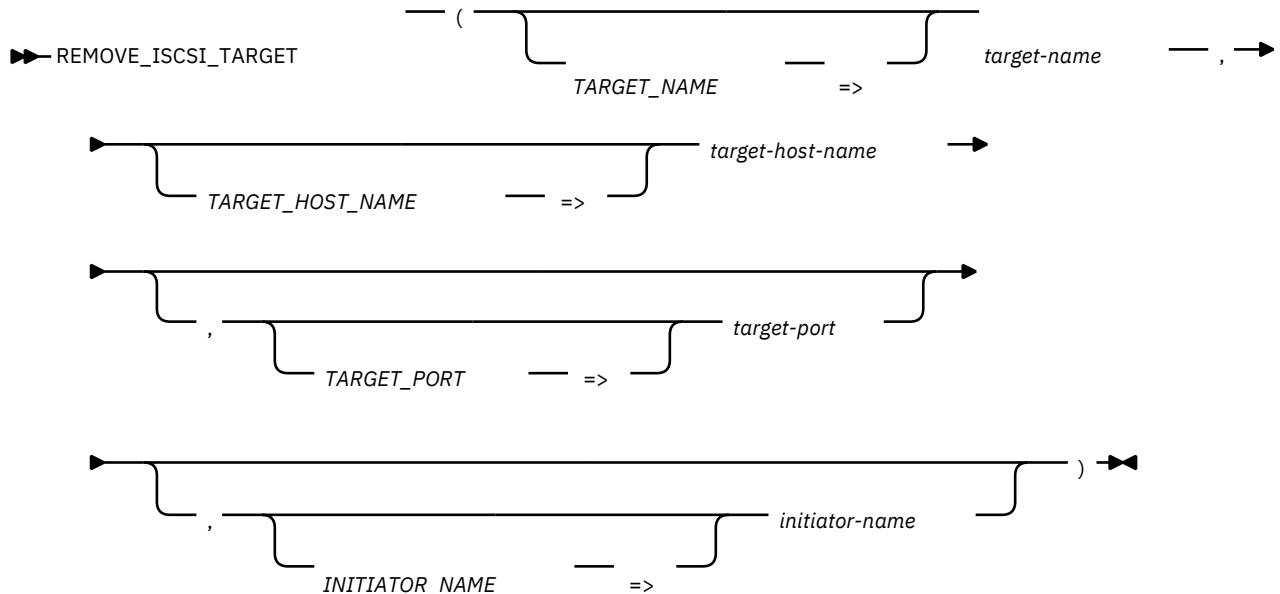 REMOVE_ISCSI_TARGET ( TARGET_NAME => target-name ,
TARGET_HOST_NAME => target-host-name
, TARGET_PORT => target-port
, INITIATOR_NAME => initiator-name )